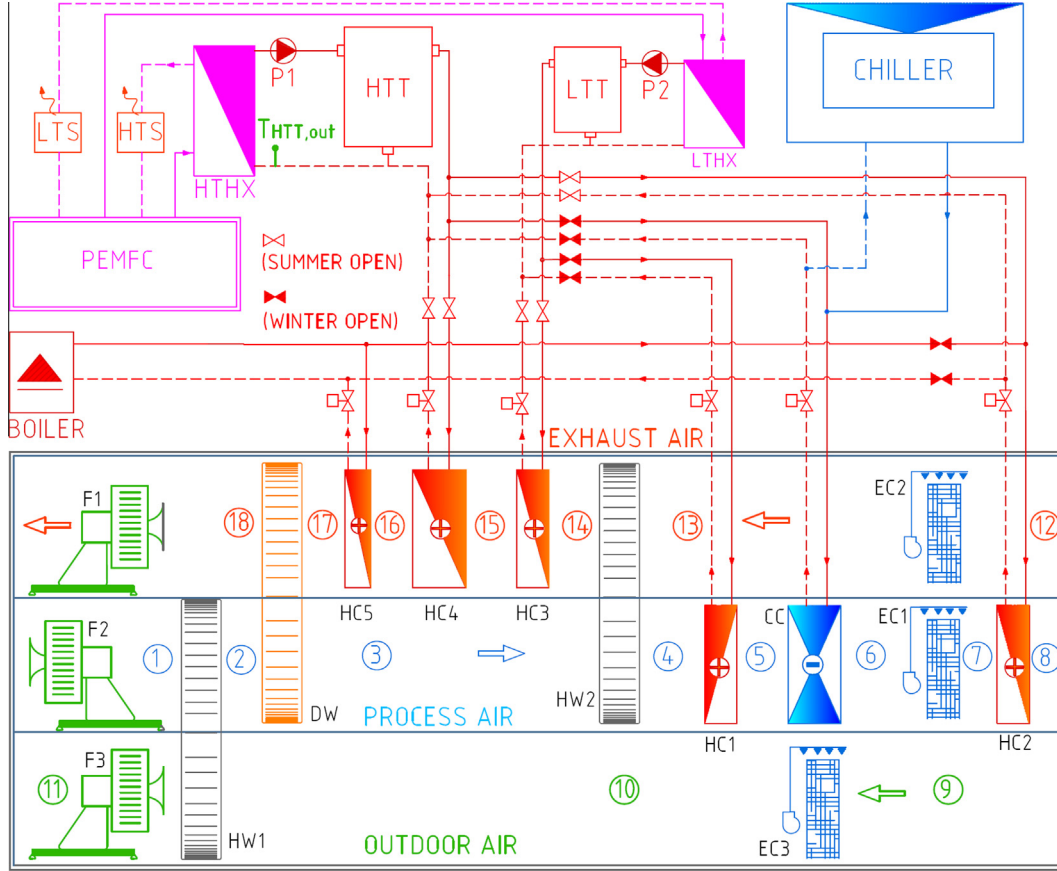 CHILLER
P1
HTT
LTT
P2
LTS
HTS
THTT,out
HTHX
LTHX
PEMFC
(SUMMER OPEN)
(WINTER OPEN)
BOILER
EXHAUST AIR
F1
18
17
16
15
14
13
EC2
12
HC5
HC4
HC3
F2
1
2
3
4
5
CC
6
EC1
7
8
DW
PROCESS AIR
HW2
HC1
HC2
F3
11
10
9
HW1
OUTDOOR AIR
EC3